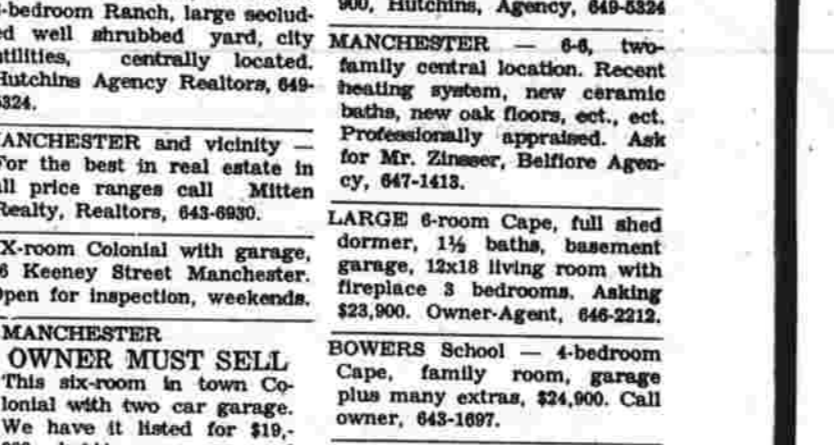 -bedroom Ranch, large seclud-
ed well shrubbed yard, city
utilities, centrally located.
Hutchins Agency Realtors, 649-
5324.
MANCHESTER and vicinity —
For the best in real estate in
all price ranges call Mitten
Realty, Realtors, 643-6930.
X-room Colonial with garage,
6 Keeney Street Manchester.
Open for inspection, weekends.
MANCHESTER
OWNER MUST SELL
This six-room in town Co-
lonial with two car garage.
We have it listed for $19,-
900, Hutchins, Agency, 649-5324
MANCHESTER — 6-6, two-
family central location. Recent
heating system, new ceramic
baths, new oak floors, ect., ect.
Professionally appraised. Ask
for Mr. Zinsser, Belfiore Agen-
cy, 647-1413.
LARGE 6-room Cape, full shed
dormer, 1½ baths, basement
garage, 12x18 living room with
fireplace 3 bedrooms. Asking
$23,900. Owner-Agent, 646-2212.
BOWERS School — 4-bedroom
Cape, family room, garage
plus many extras, $24,900. Call
owner, 643-1697.